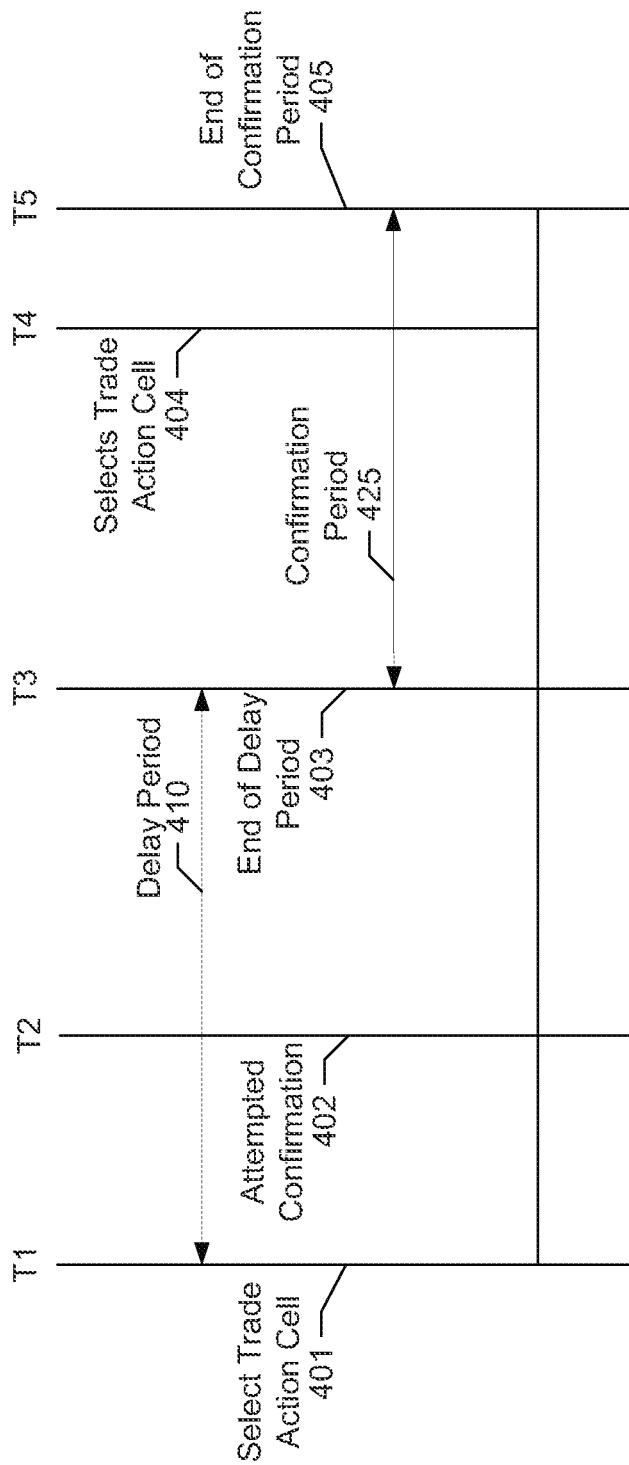 T1
T2
T3
T4
T5
Select Trade
Action Cell
401
Attempted
Confirmation
402
Delay Period
410
End of Delay
Period
403
Confirmation
Period
425
Selects Trade
Action Cell
404
End of
Confirmation
Period
405